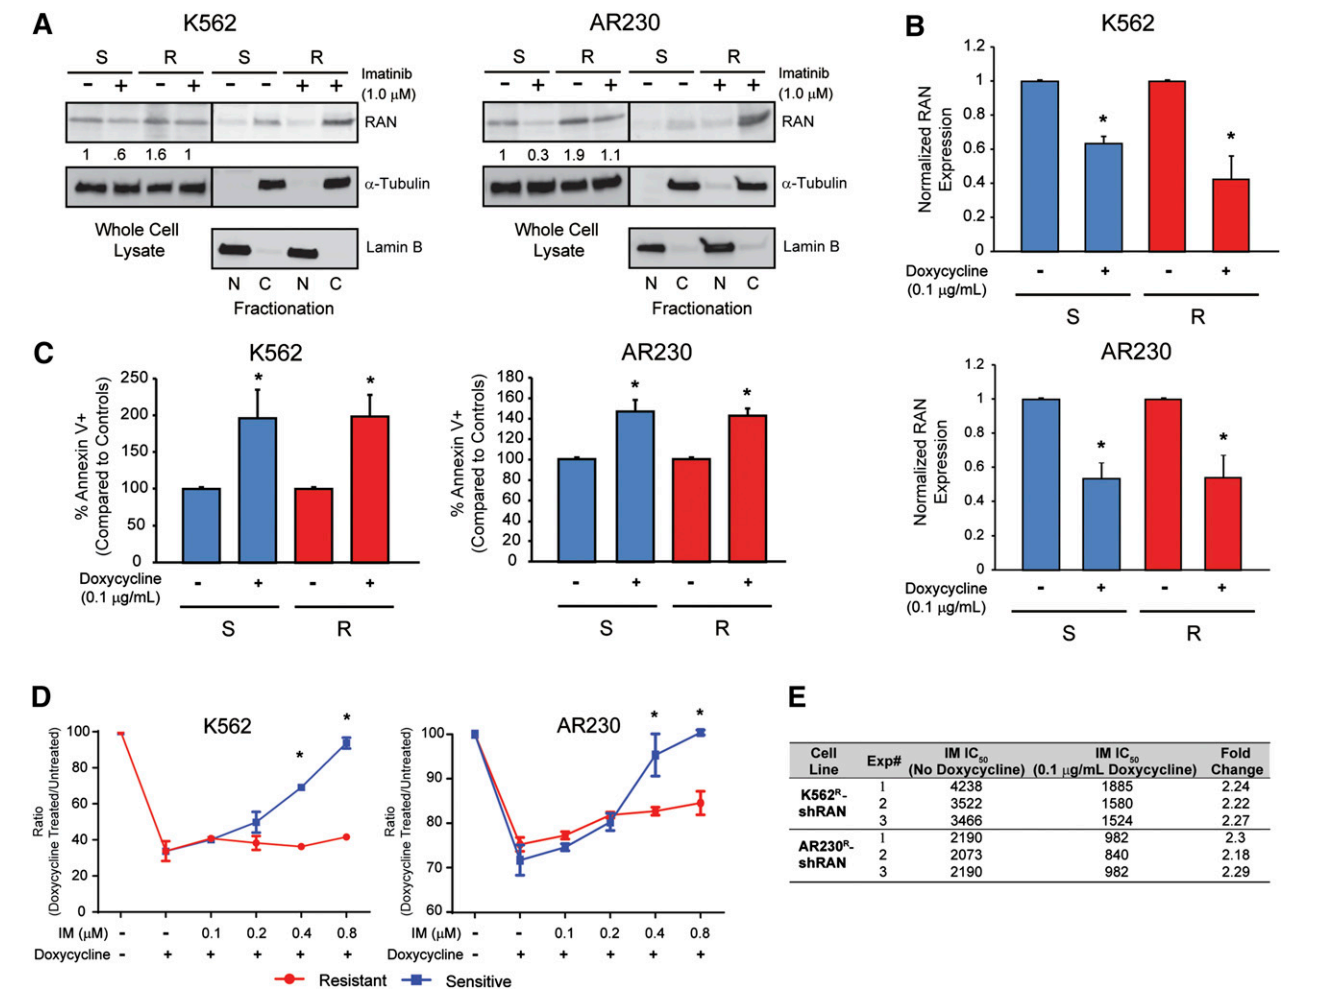 A
K562
S R S R
- + - + - - + + Imatinib
(1.0 μM)
RAN
1 .6 1.6 1
α-Tubulin
Whole Cell
Lysate
Lamin B
N C N C
Fractionation
AR230
S R S R
- + - + - - + + Imatinib
(1.0 μM)
RAN
1 0.3 1.9 1.1
α-Tubulin
Whole Cell
Lysate
Lamin B
N C N C
Fractionation
B
K562
Normalized RAN
Expression
1.2
1
0.8
0.6
0.4
0.2
0
* *
Doxycycline
(0.1 μg/mL)
- + - +
S R
AR230
Normalized RAN
Expression
1.2
1
0.8
0.6
0.4
0.2
0
* *
Doxycycline
(0.1 μg/mL)
- + - +
S R
C
K562
% Annexin V+
(Compared to Controls)
250
200
150
100
50
0
* *
Doxycycline
(0.1 μg/mL)
- + - +
S R
AR230
% Annexin V+
(Compared to Controls)
180
160
140
120
100
80
60
40
20
0
* *
- + - +
S R
D
K562
Ratio
(Doxycycline Treated/Untreated)
100
80
60
40
20
0
* *
IM (μM) - - 0.1 0.2 0.4 0.8
Doxycycline - + + + + +
AR230
Ratio
(Doxycycline Treated/Untreated)
100
90
80
70
60
* *
IM (μM) - - 0.1 0.2 0.4 0.8
Doxycycline - + + + + +
Resistant Sensitive
E
Cell Line Exp# IM IC50 (No Doxycycline) IM IC50 (0.1 μg/mL Doxycycline) Fold Change
K562R-shRAN
1 4238 1885 2.24
2 3522 1580 2.22
3 3466 1524 2.27
AR230R-shRAN
1 2190 982 2.3
2 2073 840 2.18
3 2190 982 2.29